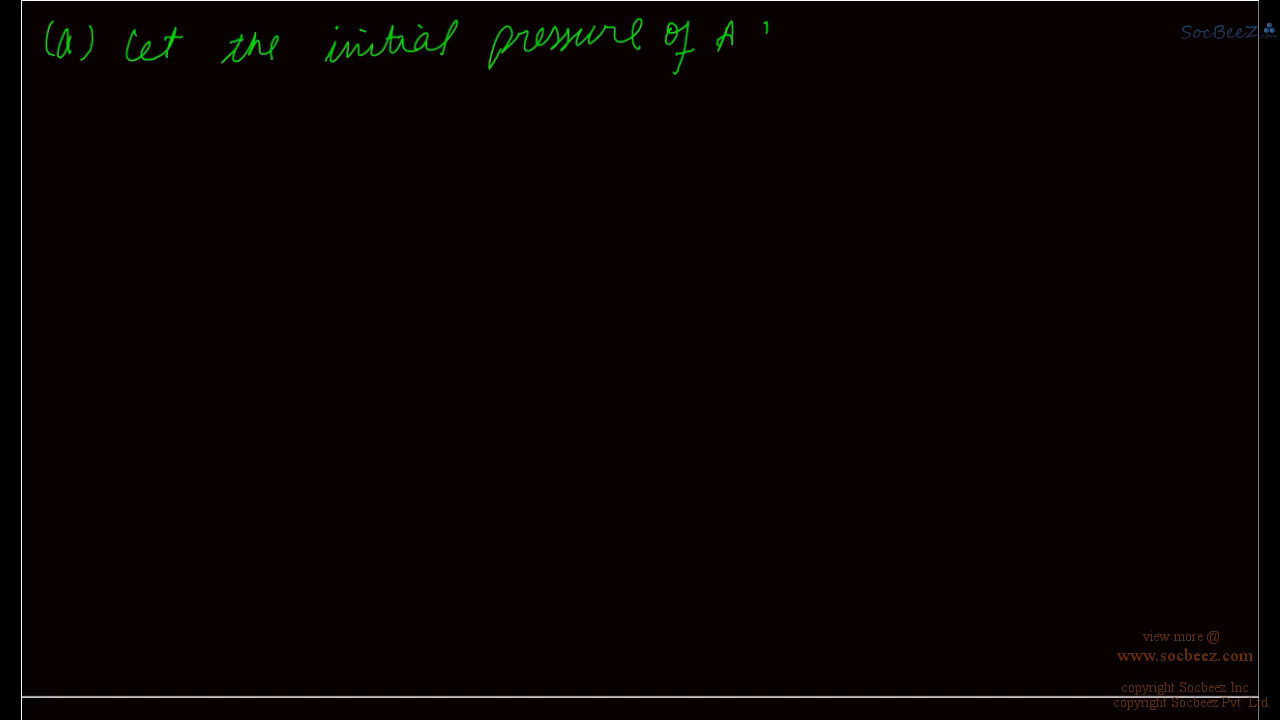 (a) Let the initial pressure of A
SocBeeZ
view more @
www.socbeez.com
copyright Socbeez Inc.
copyright Socbeez Pvt. Ltd.